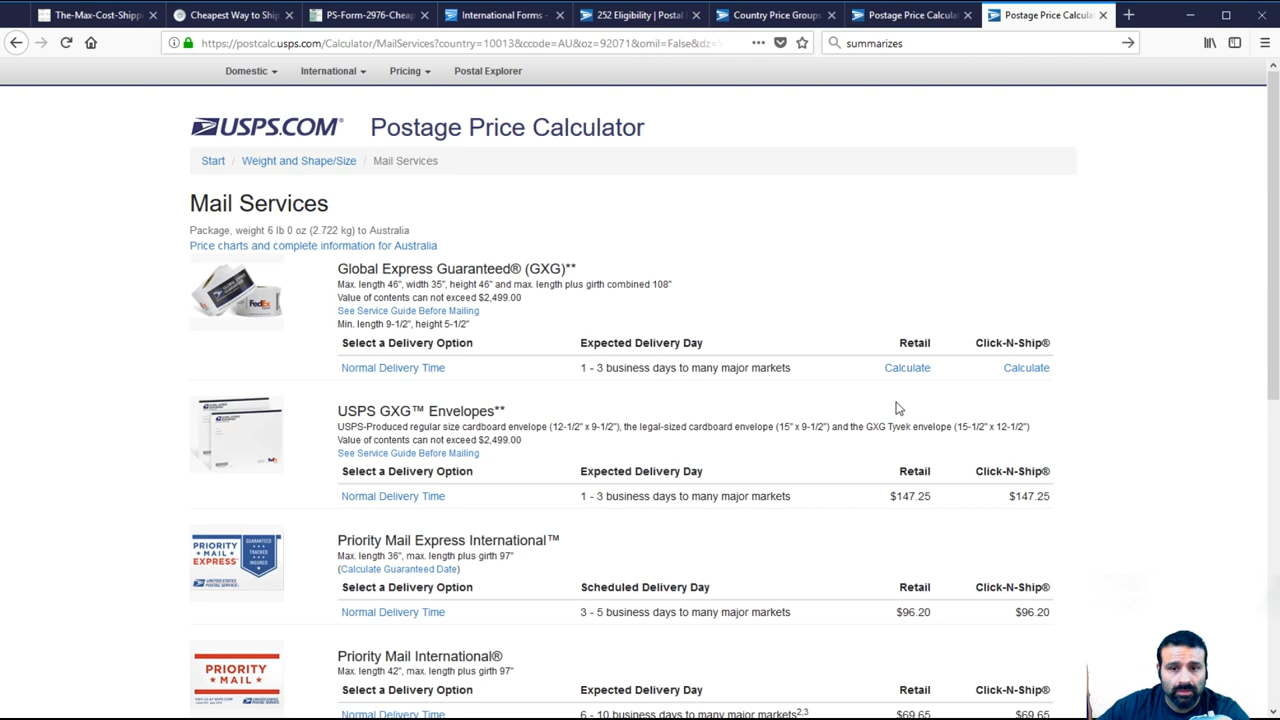 The-Max-Cost-Shippi
Cheapest Way to Ship
PS-Form-2976-Cheap
International Forms -
252 Eligibility | Postal
Country Price Groups
Postage Price Calculat
Postage Price Calcula
https://postcalc.usps.com/Calculator/MailServices?country=10013&ccode=AU&oz=92071&omil=False&dz=
summarizes
Domestic International Pricing Postal Explorer
USPS.COM® Postage Price Calculator
Start / Weight and Shape/Size / Mail Services
Mail Services
Package, weight 6 lb 0 oz (2.722 kg) to Australia
Price charts and complete information for Australia
Global Express Guaranteed® (GXG)**
Max. length 46", width 35", height 46" and max. length plus girth combined 108"
Value of contents can not exceed $2,499.00
See Service Guide Before Mailing
Min. length 9-1/2", height 5-1/2"
FedEx
Select a Delivery Option Expected Delivery Day Retail Click-N-Ship®
Normal Delivery Time 1 - 3 business days to many major markets Calculate Calculate
USPS GXG™ Envelopes**
USPS-Produced regular size cardboard envelope (12-1/2" x 9-1/2"), the legal-sized cardboard envelope (15" x 9-1/2") and the GXG Tyvek envelope (15-1/2" x 12-1/2")
Value of contents can not exceed $2,499.00
See Service Guide Before Mailing
Select a Delivery Option Expected Delivery Day Retail Click-N-Ship®
Normal Delivery Time 1 - 3 business days to many major markets $147.25 $147.25
PRIORITY
★ MAIL ★
EXPRESS®
GUARANTEED
TRACKED
INSURED
Priority Mail Express International™
Max. length 36", max. length plus girth 97"
(Calculate Guaranteed Date)
Select a Delivery Option Scheduled Delivery Day Retail Click-N-Ship®
Normal Delivery Time 3 - 5 business days to many major markets $96.20 $96.20
PRIORITY
★ MAIL ★
Priority Mail International®
Max. length 42", max. length plus girth 97"
Select a Delivery Option Expected Delivery Day Retail Click-N-Ship®
Normal Delivery Time 6 - 10 business days to many major markets2,3 $69.65 $69.65